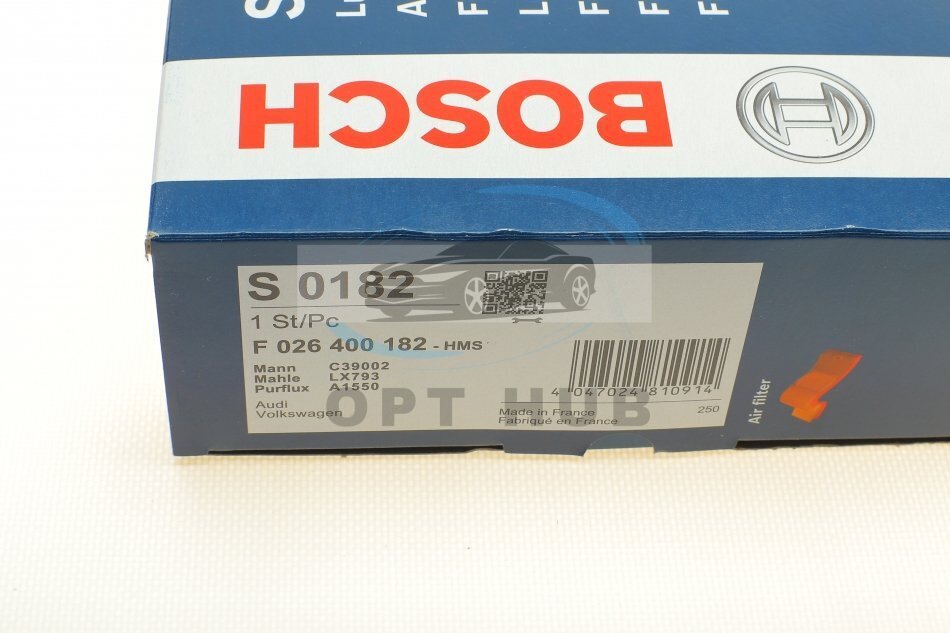 S
L
A
F
L
F
F
F
BOSCH
S 0182
1 St/Pc
F 026 400 182 - HMS
Mann C39002
Mahle LX793
Purflux A1550
Audi
Volkswagen
Made in France
Fabriqué en France
4 047024 810914
250
Air filter
OPT HUB